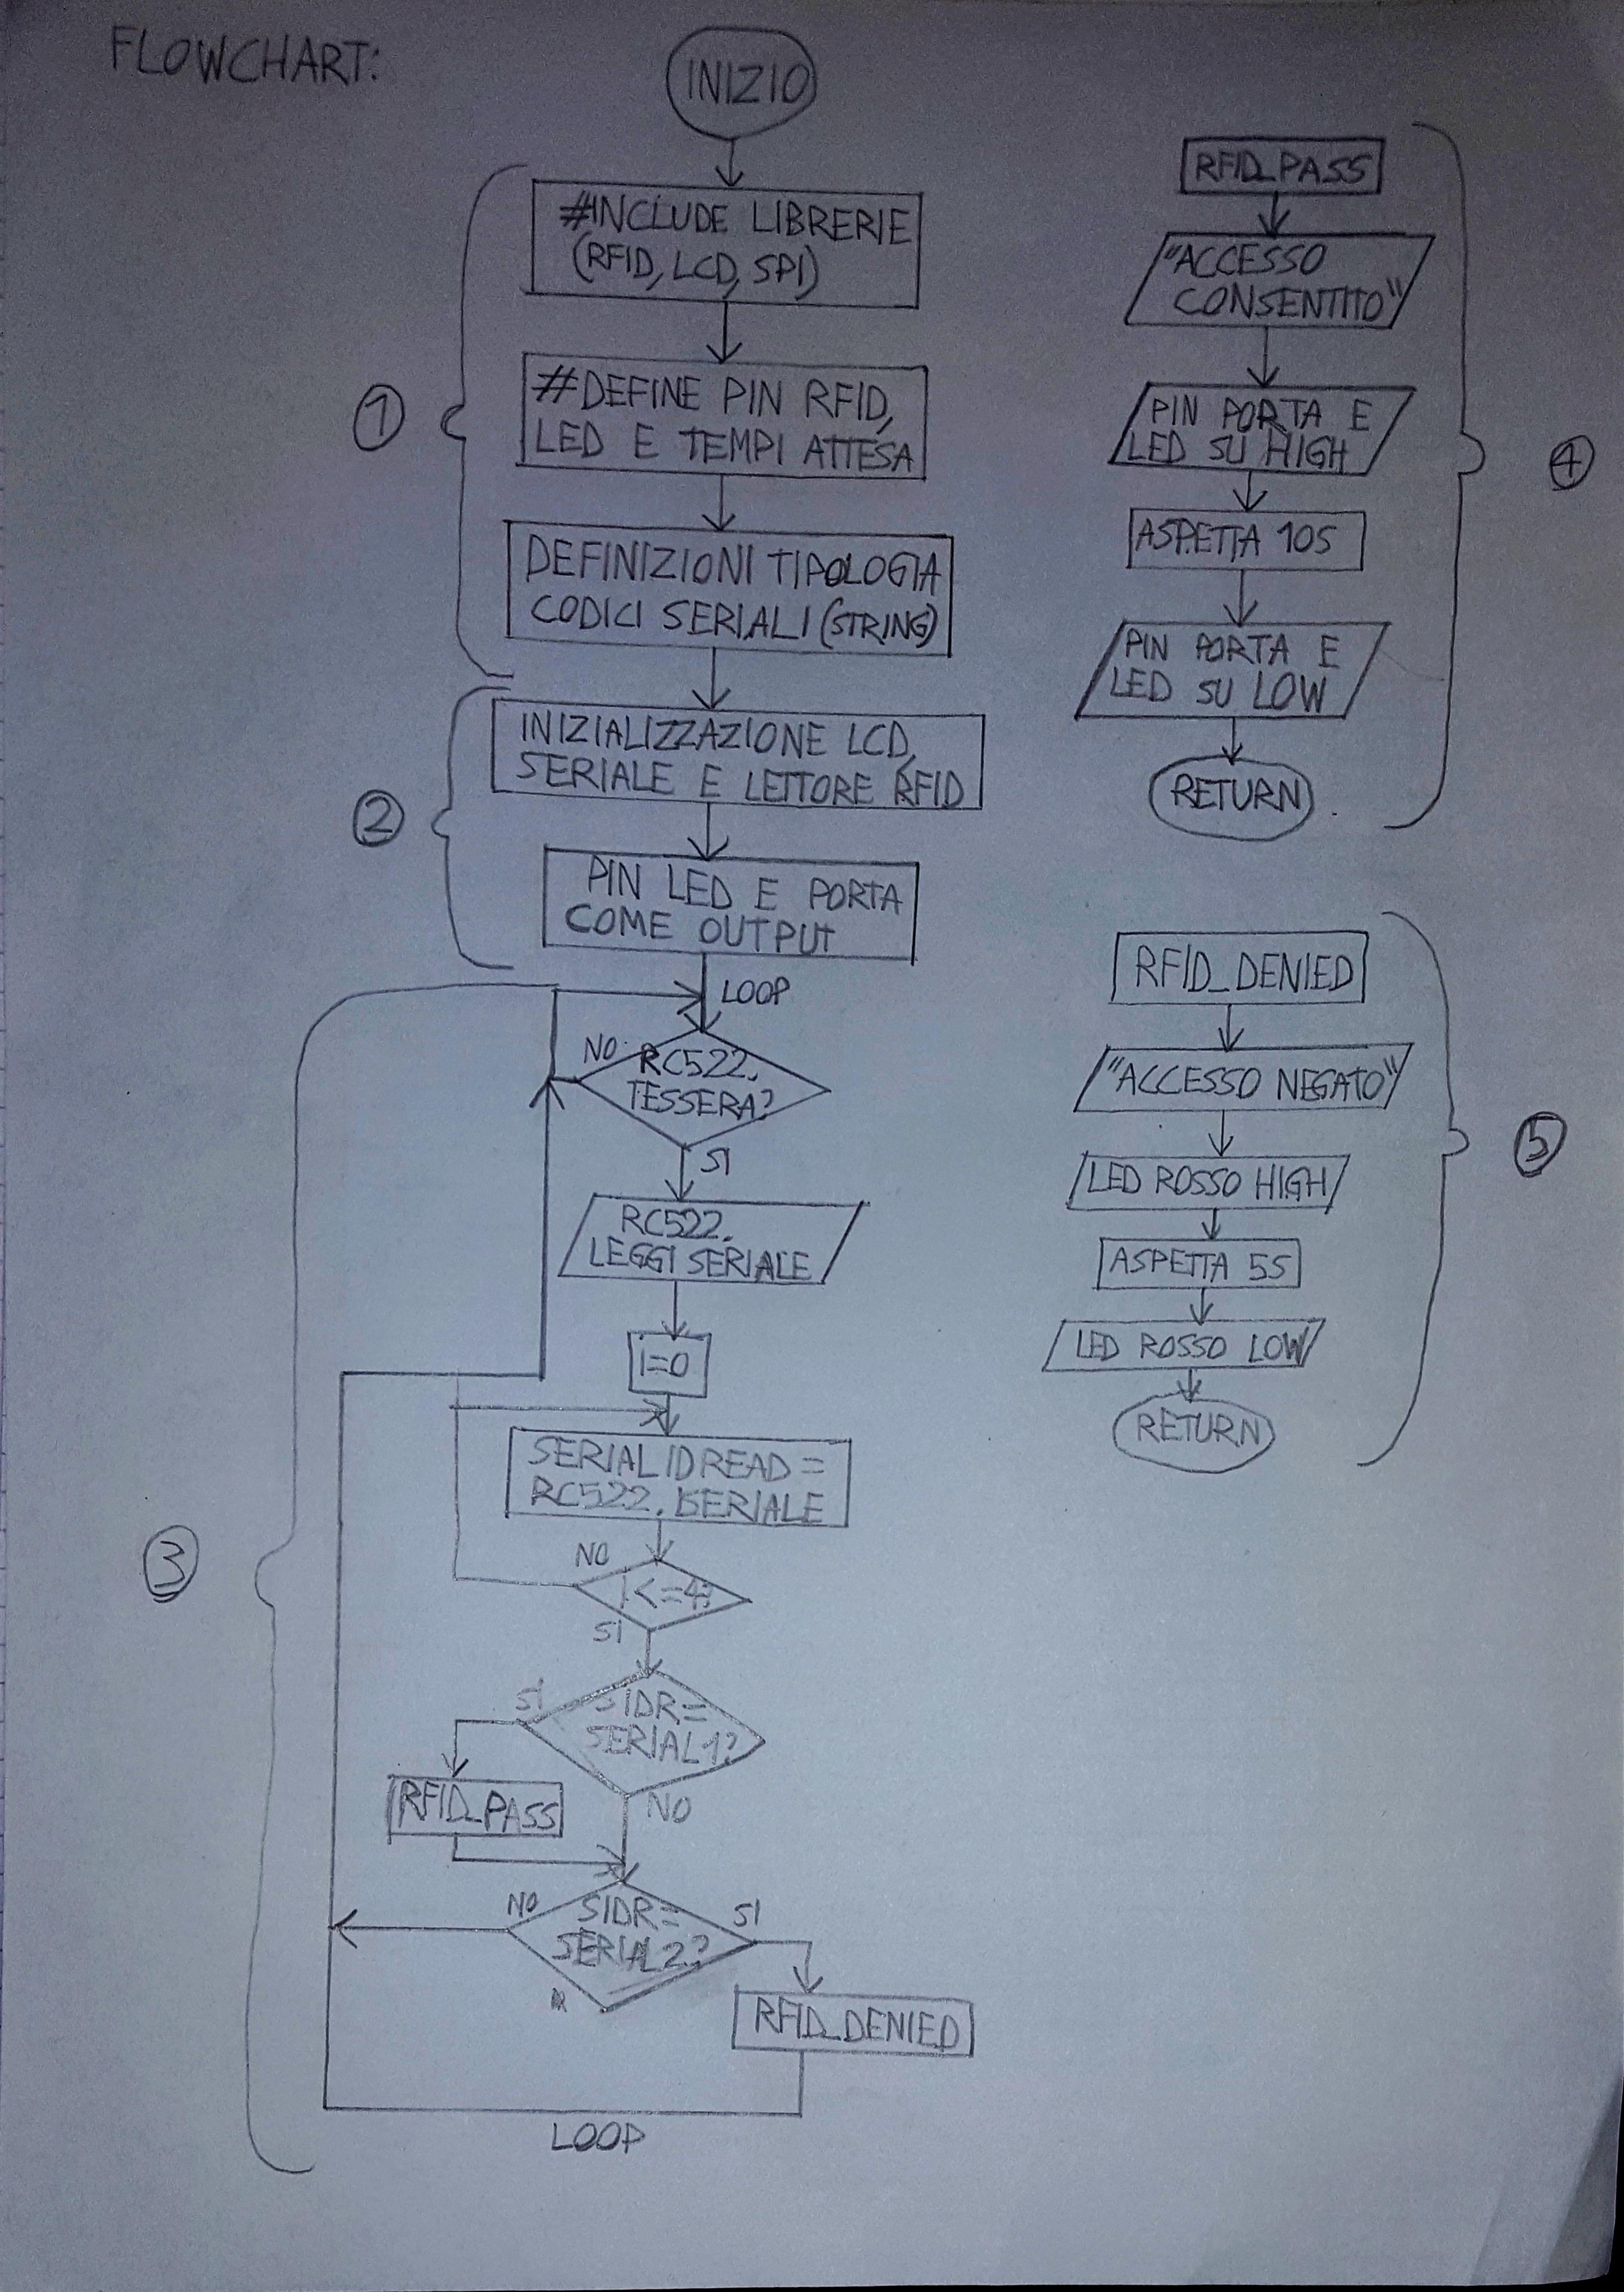 FLOWCHART:
INIZIO
①
#INCLUDE LIBRERIE
(RFID, LCD, SPI)
#DEFINE PIN RFID,
LED E TEMPI ATTESA
DEFINIZIONI TIPOLOGIA
CODICI SERIALI (STRING)
②
INIZIALIZZAZIONE LCD,
SERIALE E LETTORE RFID
PIN LED E PORTA
COME OUTPUT
③
LOOP
NO
RC522.
TESSERA?
SI
RC522.
LEGGI SERIALE
I=0
SERIAL ID READ =
RC522. SERIALE
NO
I<=4?
SI
SIDR=
SERIAL1?
SI
NO
RFID_PASS
SIDR=
SERIAL2?
NO
SI
RFID_DENIED
LOOP
④
RFID_PASS
"ACCESSO
CONSENTITO"
PIN PORTA E
LED SU HIGH
ASPETTA 10S
PIN PORTA E
LED SU LOW
RETURN
⑤
RFID_DENIED
"ACCESSO NEGATO"
LED ROSSO HIGH
ASPETTA 5S
LED ROSSO LOW
RETURN